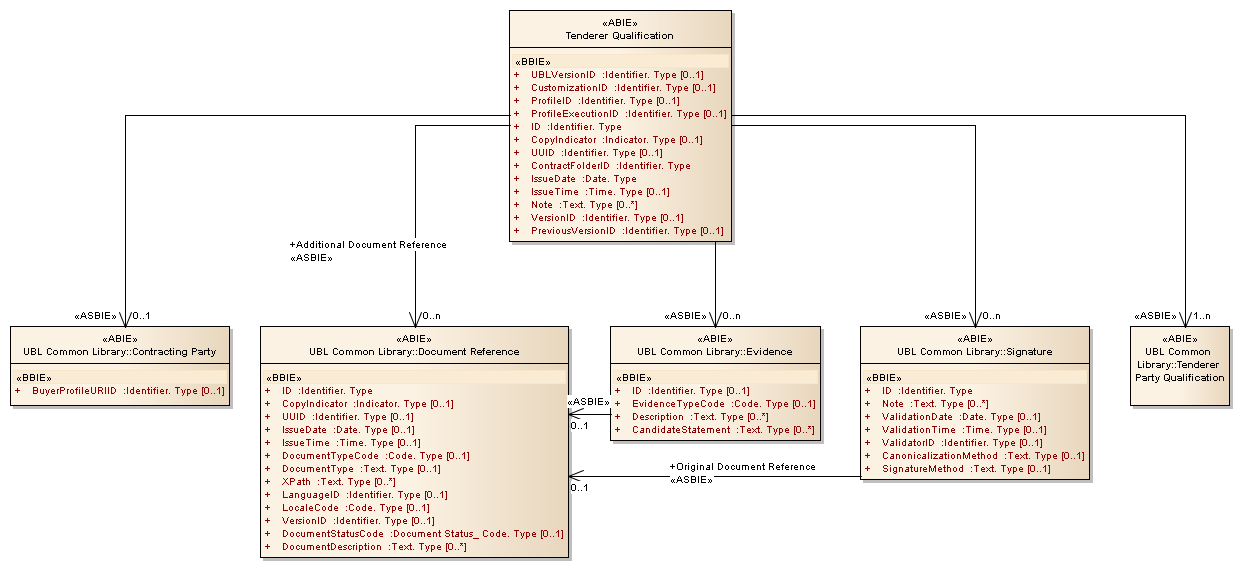 «ABIE»
Tenderer Qualification
«BBIE»
+ UBLVersionID :Identifier. Type [0..1]
+ CustomizationID :Identifier. Type [0..1]
+ ProfileID :Identifier. Type [0..1]
+ ProfileExecutionID :Identifier. Type [0..1]
+ ID :Identifier. Type
+ CopyIndicator :Indicator. Type [0..1]
+ UUID :Identifier. Type [0..1]
+ ContractFolderID :Identifier. Type
+ IssueDate :Date. Type
+ IssueTime :Time. Type [0..1]
+ Note :Text. Type [0..*]
+ VersionID :Identifier. Type [0..1]
+ PreviousVersionID :Identifier. Type [0..1]
+Additional Document Reference
«ASBIE»
«ASBIE» 0..1
0..n
«ASBIE» 0..n
«ASBIE» 0..n
«ASBIE» 1..n
«ABIE»
UBL Common Library::Contracting Party
«BBIE»
+ BuyerProfileURIID :Identifier. Type [0..1]
«ABIE»
UBL Common Library::Document Reference
«BBIE»
+ ID :Identifier. Type
+ CopyIndicator :Indicator. Type [0..1]
+ UUID :Identifier. Type [0..1]
+ IssueDate :Date. Type [0..1]
+ IssueTime :Time. Type [0..1]
+ DocumentTypeCode :Code. Type [0..1]
+ DocumentType :Text. Type [0..1]
+ XPath :Text. Type [0..*]
+ LanguageID :Identifier. Type [0..1]
+ LocaleCode :Code. Type [0..1]
+ VersionID :Identifier. Type [0..1]
+ DocumentStatusCode :Document Status_ Code. Type [0..1]
+ DocumentDescription :Text. Type [0..*]
«ASBIE»
0..1
«ABIE»
UBL Common Library::Evidence
«BBIE»
+ ID :Identifier. Type [0..1]
+ EvidenceTypeCode :Code. Type [0..1]
+ Description :Text. Type [0..*]
+ CandidateStatement :Text. Type [0..*]
+Original Document Reference
«ASBIE»
0..1
«ABIE»
UBL Common Library::Signature
«BBIE»
+ ID :Identifier. Type
+ Note :Text. Type [0..*]
+ ValidationDate :Date. Type [0..1]
+ ValidationTime :Time. Type [0..1]
+ ValidatorID :Identifier. Type [0..1]
+ CanonicalizationMethod :Text. Type [0..1]
+ SignatureMethod :Text. Type [0..1]
«ABIE»
UBL Common
Library::Tenderer
Party Qualification